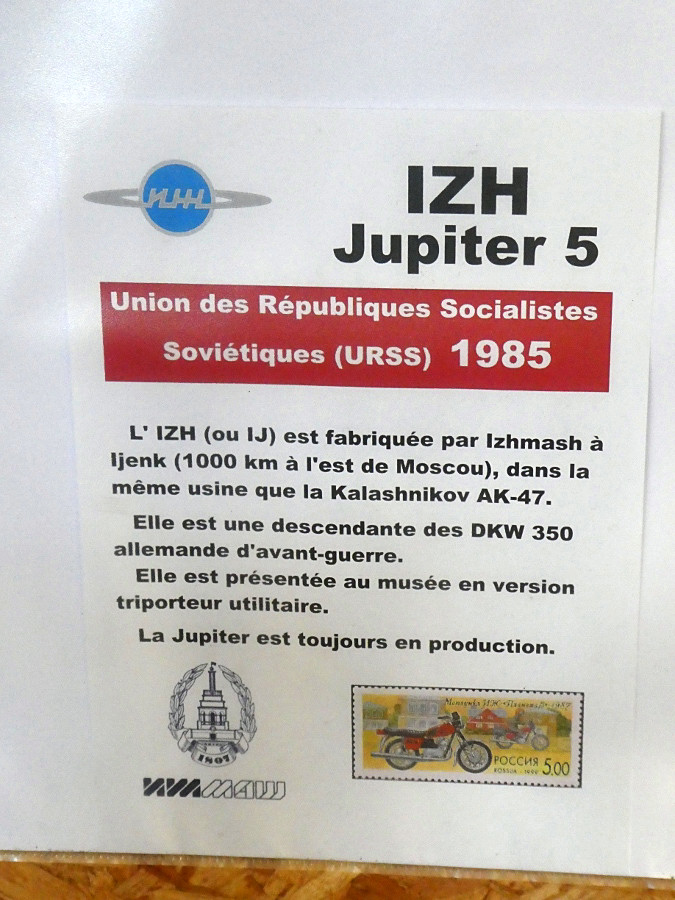 ИЖ
IZH
Jupiter 5
Union des Républiques Socialistes
Soviétiques (URSS) 1985
L' IZH (ou IJ) est fabriquée par Izhmash à
Ijenk (1000 km à l'est de Moscou), dans la
même usine que la Kalashnikov AK-47.
Elle est une descendante des DKW 350
allemande d'avant-guerre.
Elle est présentée au musée en version
triporteur utilitaire.
La Jupiter est toujours en production.
1807
ИЖМАШ
РОССИЯ 5.00